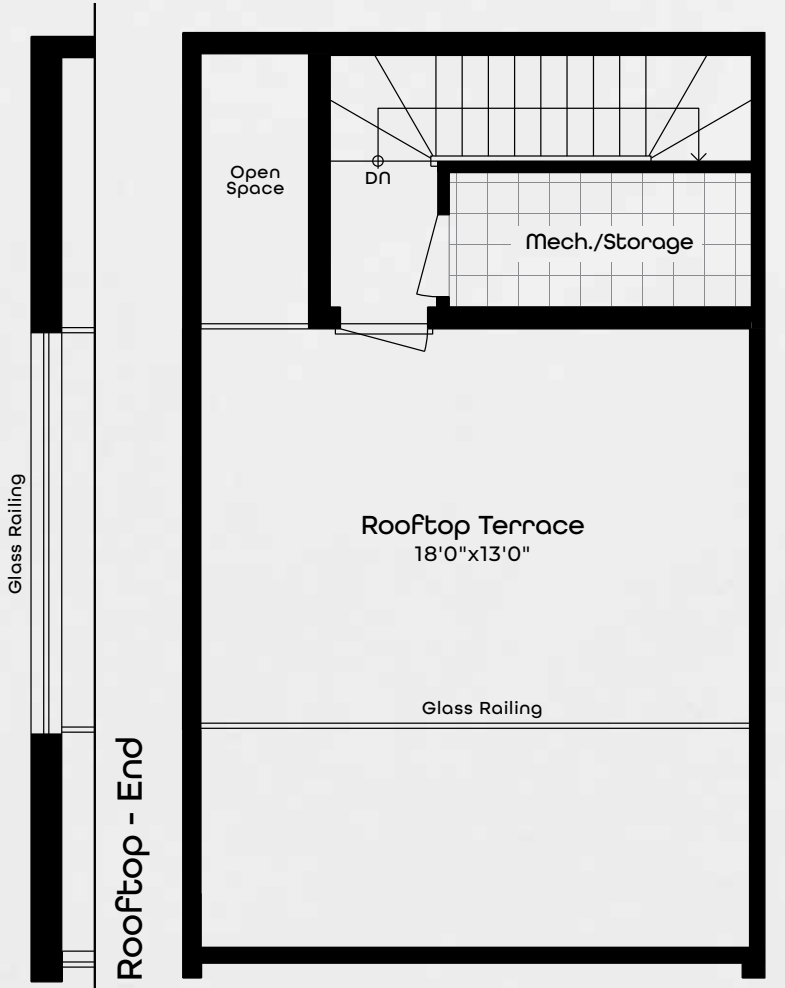 Open
Space
DN
Mech./Storage
Glass Railing
Rooftop Terrace
18'0"x13'0"
Glass Railing
Rooftop - End